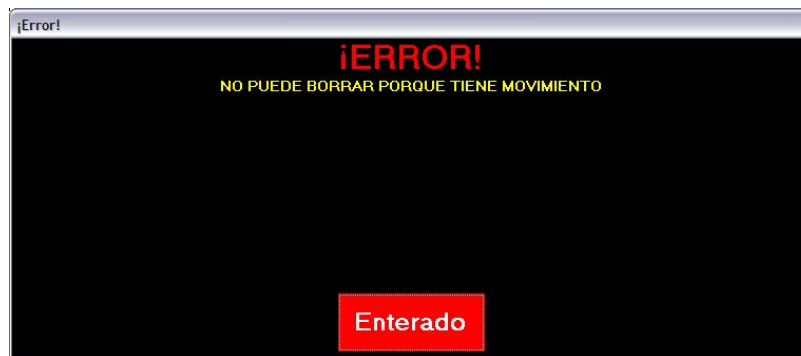 ¡Error!
¡ERROR!
NO PUEDE BORRAR PORQUE TIENE MOVIMIENTO
Enterado